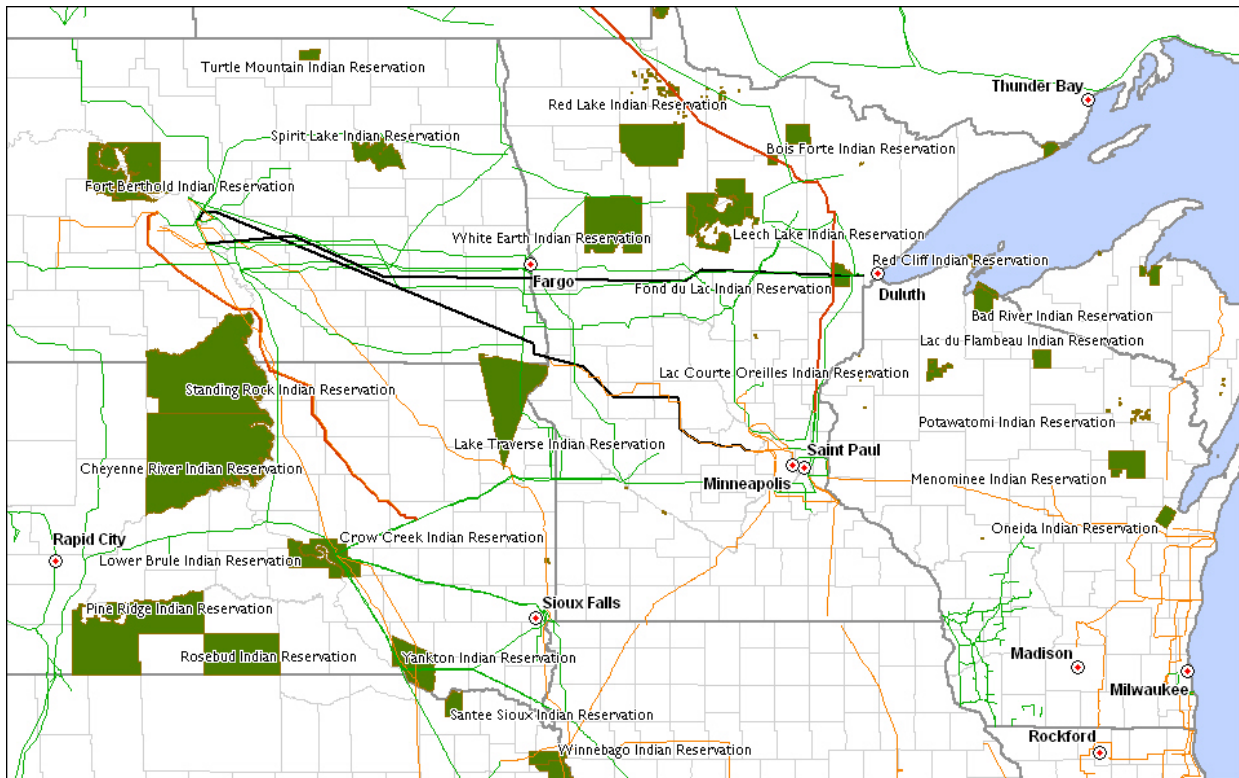 Turtle Mountain Indian Reservation
Thunder Bay
Red Lake Indian Reservation
Spirit Lake Indian Reservation
Bois Forte Indian Reservation
Fort Berthold Indian Reservation
White Earth Indian Reservation
Leech Lake Indian Reservation
Red Cliff Indian Reservation
Fargo
Fond du Lac Indian Reservation
Duluth
Bad River Indian Reservation
Lac du Flambeau Indian Reservation
Lac Courte Oreilles Indian Reservation
Standing Rock Indian Reservation
Potawatomi Indian Reservation
Lake Traverse Indian Reservation
Saint Paul
Cheyenne River Indian Reservation
Minneapolis
Menominee Indian Reservation
Oneida Indian Reservation
Rapid City
Crow Creek Indian Reservation
Lower Brule Indian Reservation
Sioux Falls
Pine Ridge Indian Reservation
Madison
Rosebud Indian Reservation
Yankton Indian Reservation
Milwaukee
Santee Sioux Indian Reservation
Rockford
Winnebago Indian Reservation